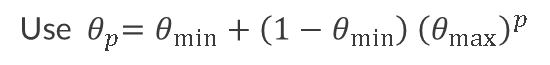 Use θ_p = θ_min + (1 − θ_min) (θ_max)^p